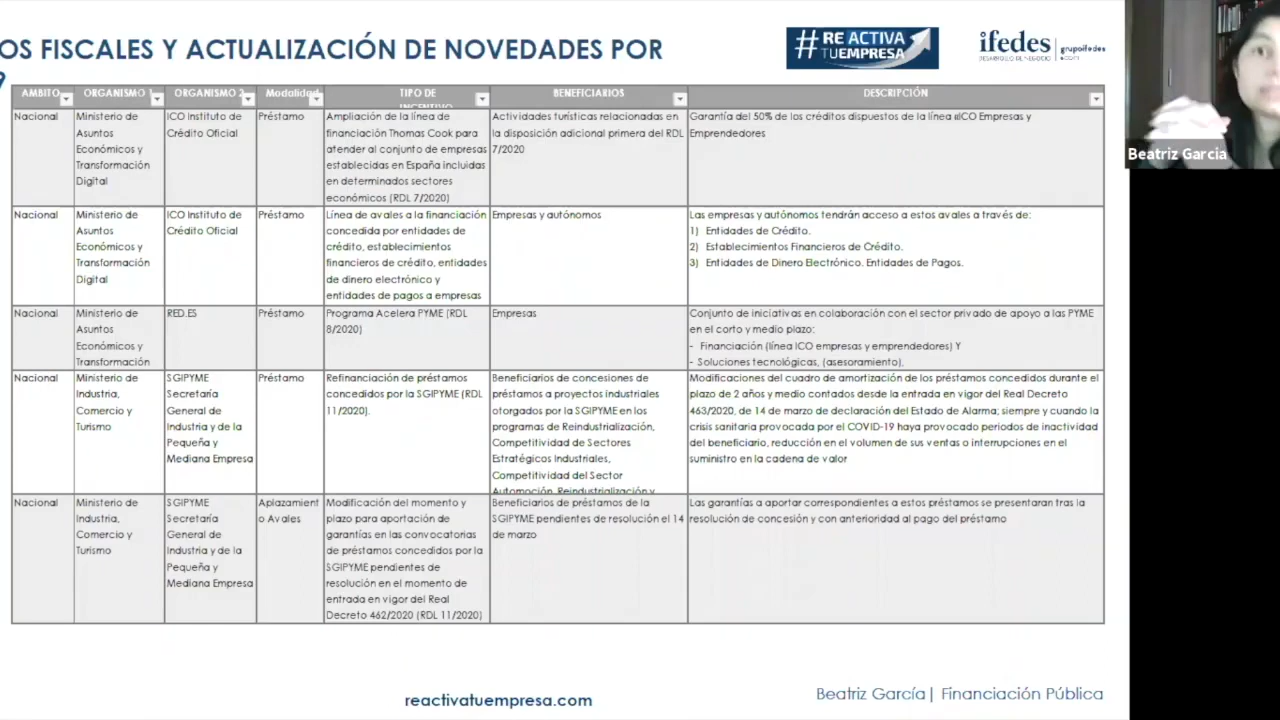 OS FISCALES Y ACTUALIZACIÓN DE NOVEDADES POR
9
# RE ACTIVA
TUEMPRESA
ifedes
DESARROLLO DE NEGOCIO
grupoifedes
.com
Beatriz Garcia
AMBITO
ORGANISMO 1
ORGANISMO 2
Modalidad
TIPO DE
INCENTIVO
BENEFICIARIOS
DESCRIPCIÓN
Nacional
Ministerio de
Asuntos
Económicos y
Transformación
Digital
ICO Instituto de
Crédito Oficial
Préstamo
Ampliación de la línea de
financiación Thomas Cook para
atender al conjunto de empresas
establecidas en España incluidas
en determinados sectores
económicos (RDL 7/2020)
Actividades turísticas relacionadas en
la disposición adicional primera del RDL
7/2020
Garantía del 50% de los créditos dispuestos de la línea ICO Empresas y
Emprendedores
Nacional
Ministerio de
Asuntos
Económicos y
Transformación
Digital
ICO Instituto de
Crédito Oficial
Préstamo
Línea de avales a la financiación
concedida por entidades de
crédito, establecimientos
financieros de crédito, entidades
de dinero electrónico y
entidades de pagos a empresas
Empresas y autónomos
Las empresas y autónomos tendrán acceso a estos avales a través de:
1) Entidades de Crédito.
2) Establecimientos Financieros de Crédito.
3) Entidades de Dinero Electrónico. Entidades de Pagos.
Nacional
Ministerio de
Asuntos
Económicos y
Transformación
RED.ES
Préstamo
Programa Acelera PYME (RDL
8/2020)
Empresas
Conjunto de iniciativas en colaboración con el sector privado de apoyo a las PYME
en el corto y medio plazo:
- Financiación (línea ICO empresas y emprendedores) Y
- Soluciones tecnológicas, (asesoramiento),
Nacional
Ministerio de
Industria,
Comercio y
Turismo
SGIPYME
Secretaría
General de
Industria y de la
Pequeña y
Mediana Empresa
Préstamo
Refinanciación de préstamos
concedidos por la SGIPYME (RDL
11/2020).
Beneficiarios de concesiones de
préstamos a proyectos industriales
otorgados por la SGIPYME en los
programas de Reindustrialización,
Competitividad de Sectores
Estratégicos Industriales,
Competitividad del Sector
Automoción, Reindustrialización y
Modificaciones del cuadro de amortización de los préstamos concedidos durante el
plazo de 2 años y medio contados desde la entrada en vigor del Real Decreto
463/2020, de 14 de marzo de declaración del Estado de Alarma; siempre y cuando la
crisis sanitaria provocada por el COVID-19 haya provocado periodos de inactividad
del beneficiario, reducción en el volumen de sus ventas o interrupciones en el
suministro en la cadena de valor
Nacional
Ministerio de
Industria,
Comercio y
Turismo
SGIPYME
Secretaría
General de
Industria y de la
Pequeña y
Mediana Empresa
Aplazamient
o Avales
Modificación del momento y
plazo para aportación de
garantías en las convocatorias
de préstamos concedidos por la
SGIPYME pendientes de
resolución en el momento de
entrada en vigor del Real
Decreto 462/2020 (RDL 11/2020)
Beneficiarios de préstamos de la
SGIPYME pendientes de resolución el 14
de marzo
Las garantías a aportar correspondientes a estos préstamos se presentaran tras la
resolución de concesión y con anterioridad al pago del préstamo
reactivatuempresa.com
Beatriz García| Financiación Pública